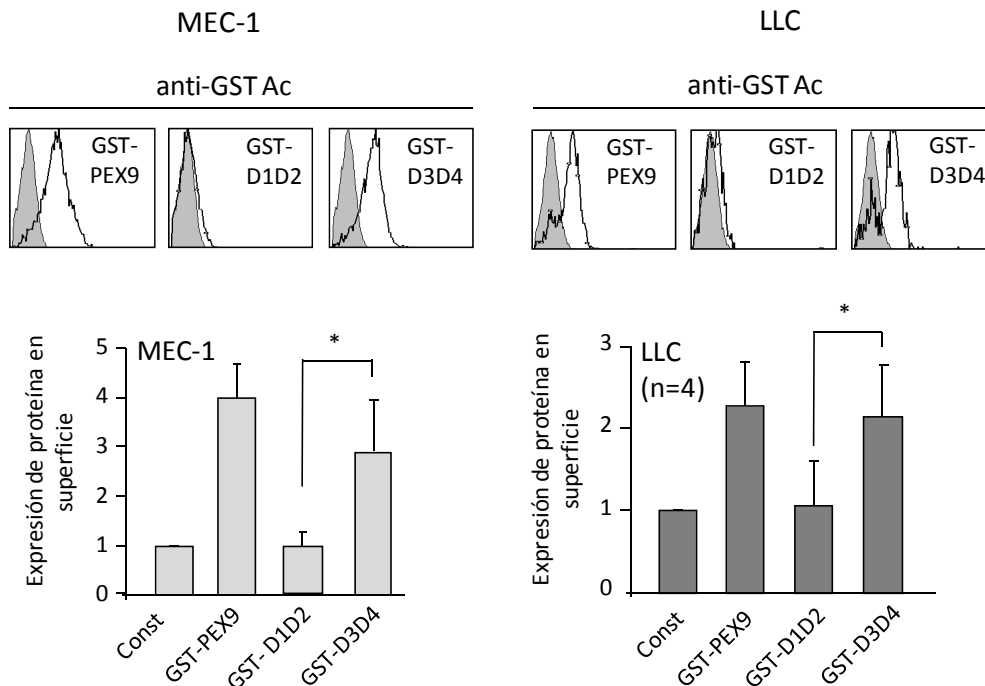 MEC-1
anti-GST Ac
GST-
PEX9
GST-
D1D2
GST-
D3D4
LLC
anti-GST Ac
GST-
PEX9
GST-
D1D2
GST-
D3D4
Expresión de proteína en
superficie
MEC-1
*
5
4
3
2
1
0
Const
GST-PEX9
GST- D1D2
GST-D3D4
Expresión de proteína en
superficie
LLC
(n=4)
*
3
2
1
0
Const
GST-PEX9
GST-D1D2
GST-D3D4